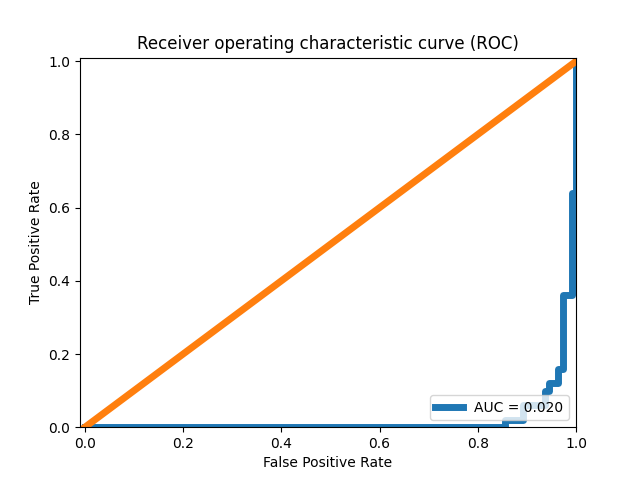 Receiver operating characteristic curve (ROC)
1.0
0.8
0.6
0.4
0.2
0.0
True Positive Rate
AUC = 0.020
0.0 0.2 0.4 0.6 0.8 1.0
False Positive Rate